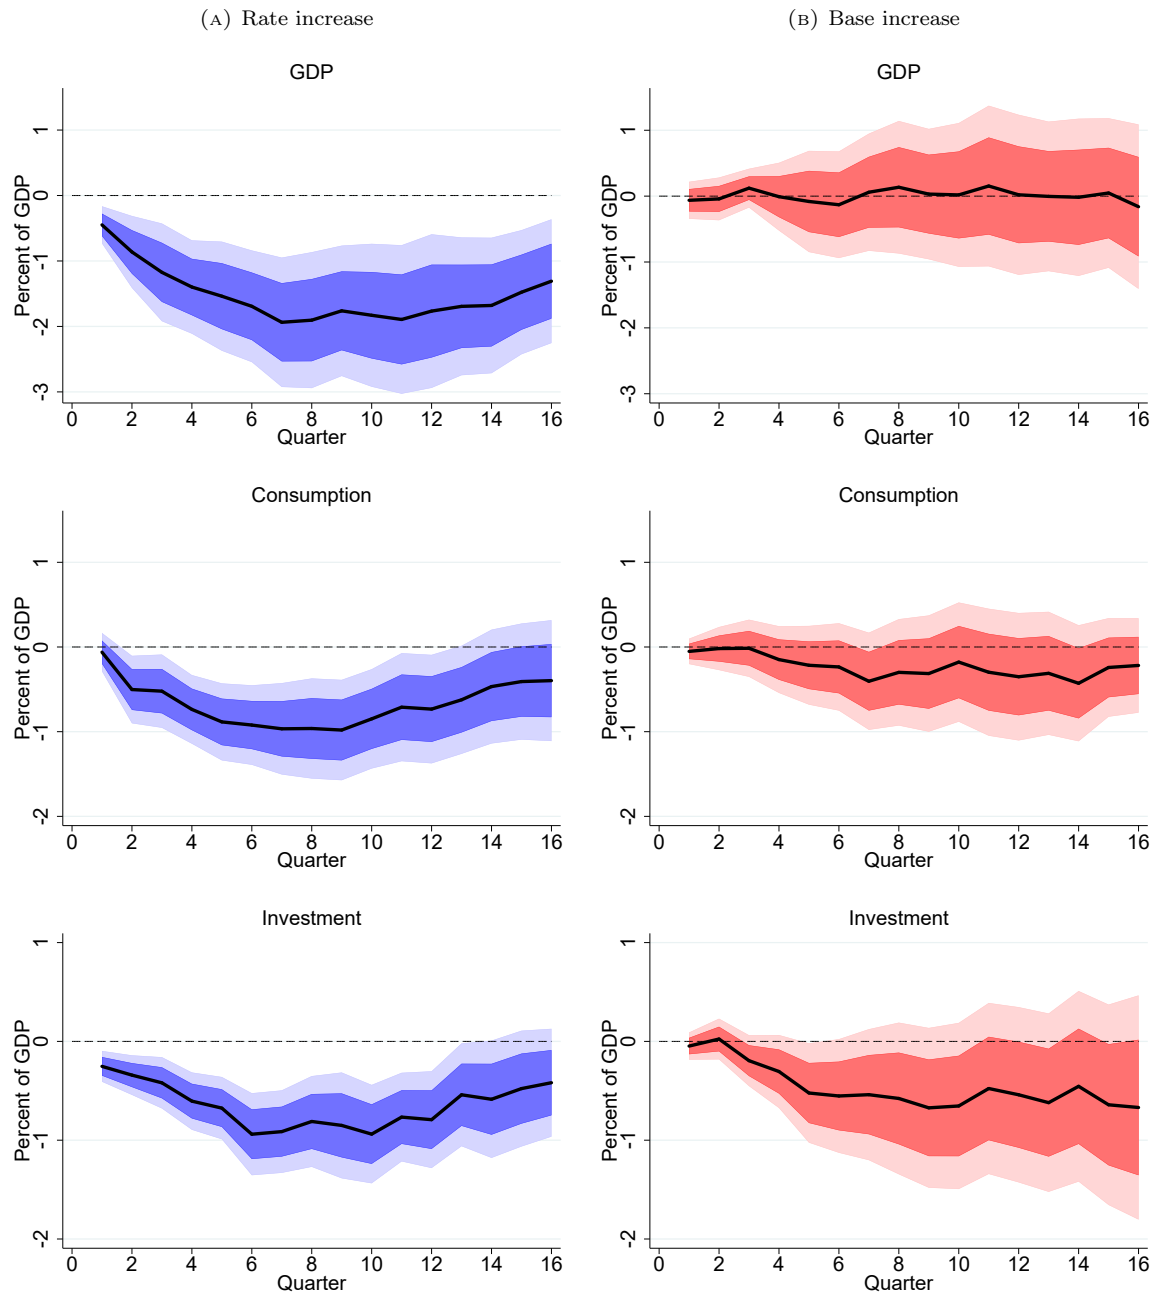 (A) Rate increase
(B) Base increase
GDP
Percent of GDP
1
0
-1
-2
-3
0 2 4 6 8 10 12 14 16
Quarter
GDP
Percent of GDP
1
0
-1
-2
-3
0 2 4 6 8 10 12 14 16
Quarter
Consumption
Percent of GDP
1
0
-1
-2
0 2 4 6 8 10 12 14 16
Quarter
Consumption
Percent of GDP
1
0
-1
-2
0 2 4 6 8 10 12 14 16
Quarter
Investment
Percent of GDP
1
0
-1
-2
0 2 4 6 8 10 12 14 16
Quarter
Investment
Percent of GDP
1
0
-1
-2
0 2 4 6 8 10 12 14 16
Quarter